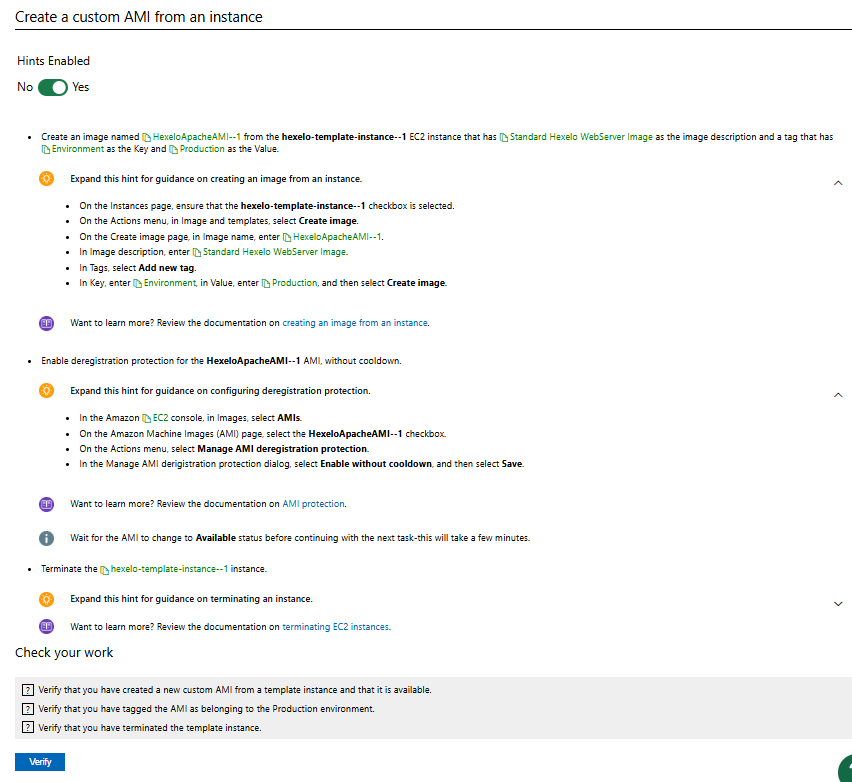 Create a custom AMI from an instance
Hints Enabled
No Yes
Create an image named HexeloApacheAMI--1 from the hexelo-template-instance--1 EC2 instance that has Standard Hexelo WebServer Image as the image description and a tag that has
Environment as the Key and Production as the Value.
Expand this hint for guidance on creating an image from an instance.
On the Instances page, ensure that the hexelo-template-instance--1 checkbox is selected.
On the Actions menu, in Image and templates, select Create image.
On the Create image page, in Image name, enter HexeloApacheAMI--1.
In Image description, enter Standard Hexelo WebServer Image.
In Tags, select Add new tag.
In Key, enter Environment, in Value, enter Production, and then select Create image.
Want to learn more? Review the documentation on creating an image from an instance.
Enable deregistration protection for the HexeloApacheAMI--1 AMI, without cooldown.
Expand this hint for guidance on configuring deregistration protection.
In the Amazon EC2 console, in Images, select AMIs.
On the Amazon Machine Images (AMI) page, select the HexeloApacheAMI--1 checkbox.
On the Actions menu, select Manage AMI deregistration protection.
In the Manage AMI derigistration protection dialog, select Enable without cooldown, and then select Save.
Want to learn more? Review the documentation on AMI protection.
Wait for the AMI to change to Available status before continuing with the next task-this will take a few minutes.
Terminate the hexelo-template-instance--1 instance.
Expand this hint for guidance on terminating an instance.
Want to learn more? Review the documentation on terminating EC2 instances.
Check your work
? Verify that you have created a new custom AMI from a template instance and that it is available.
? Verify that you have tagged the AMI as belonging to the Production environment.
? Verify that you have terminated the template instance.
Verify